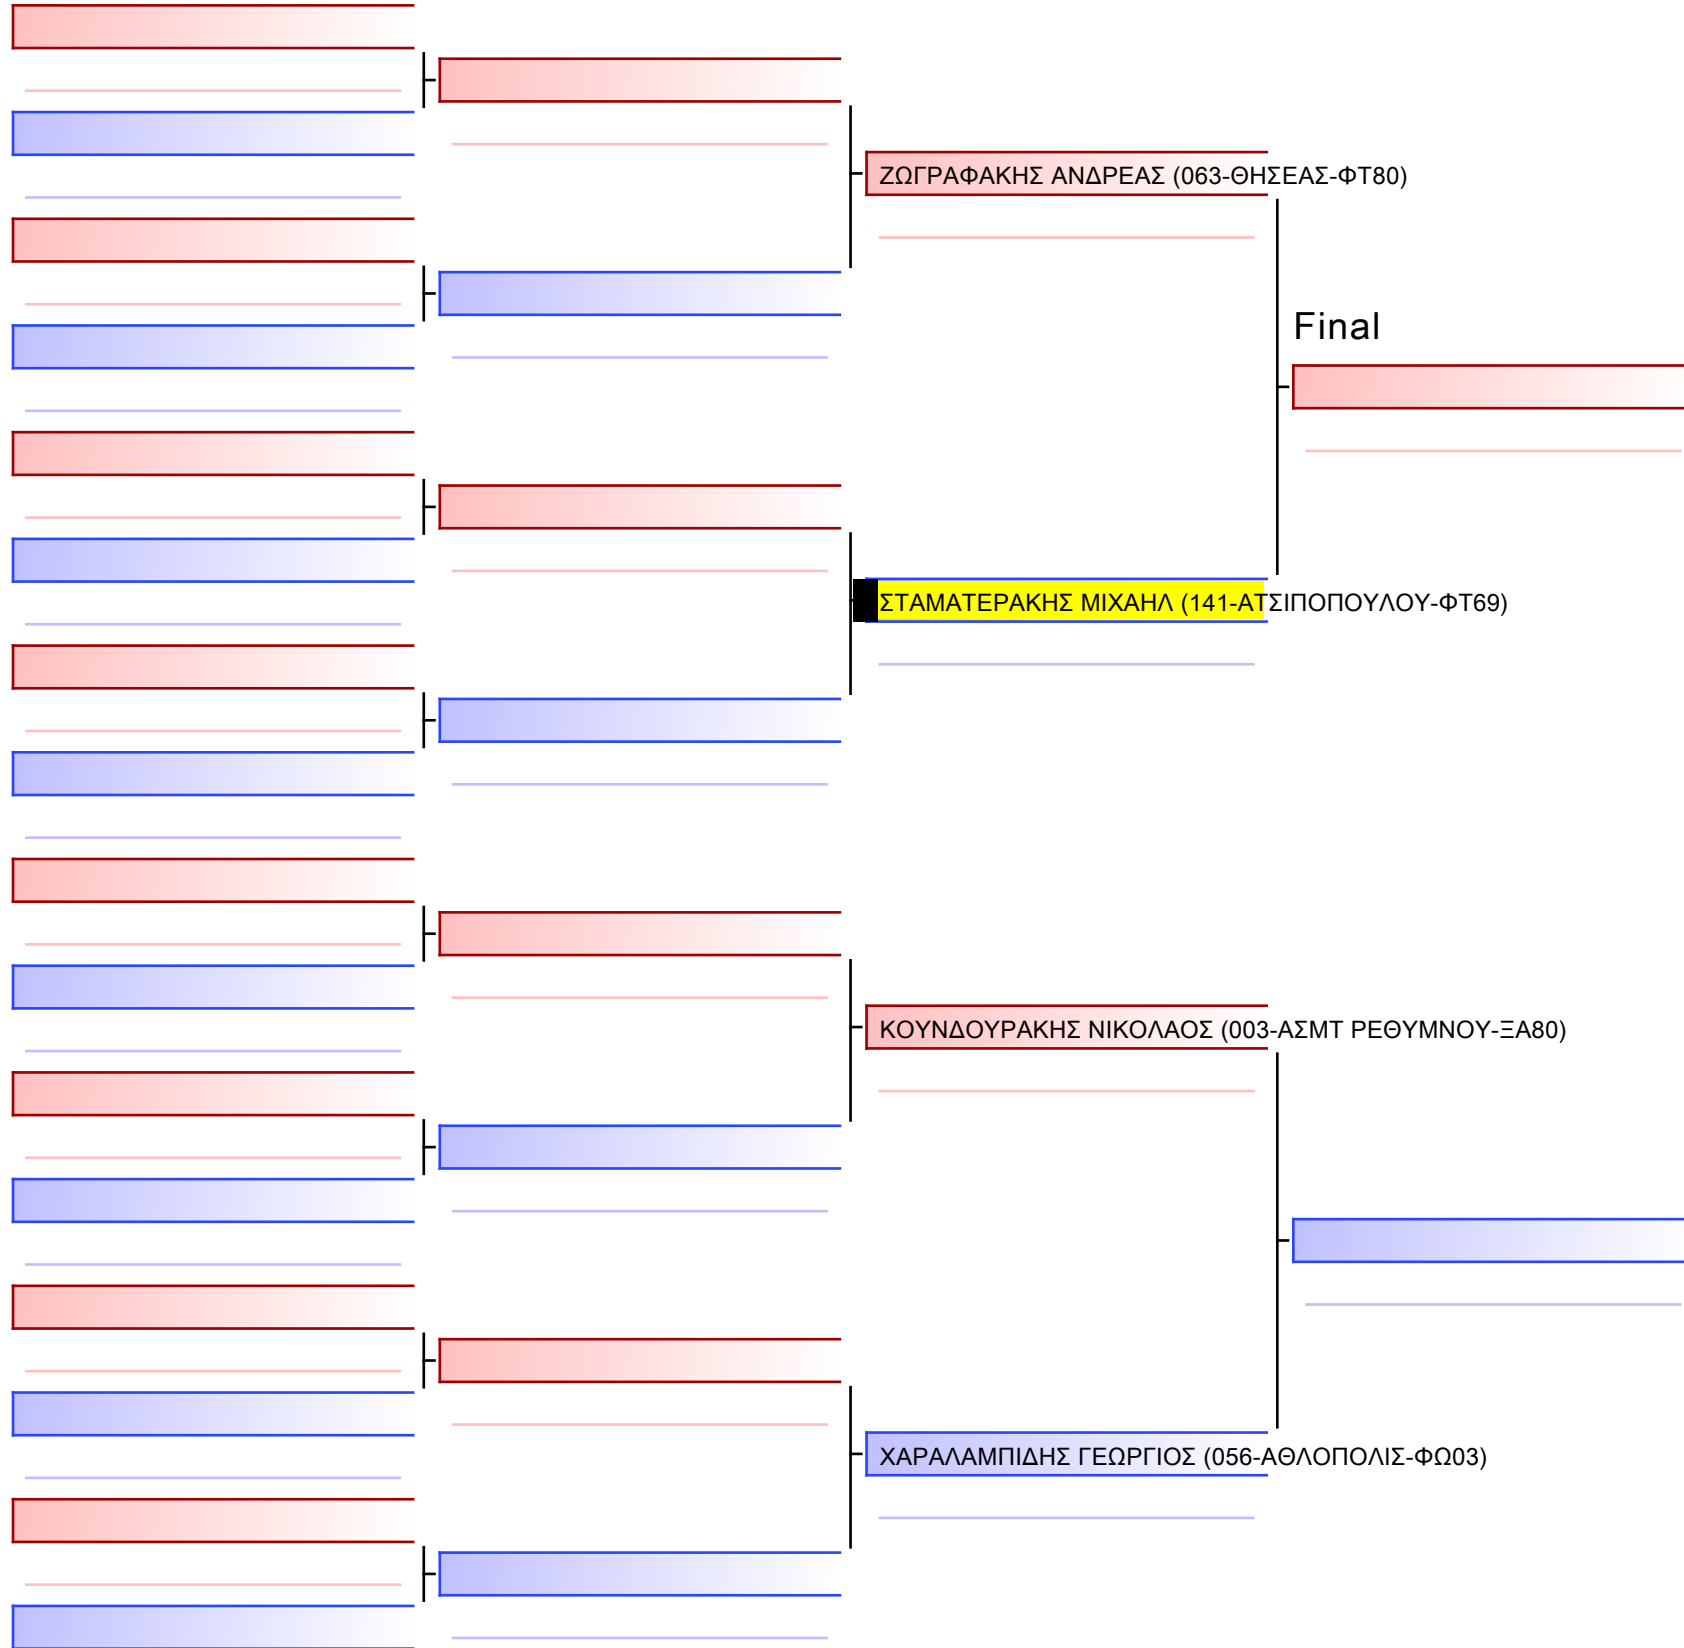 ΖΩΓΡΑΦΑΚΗΣ ΑΝΔΡΕΑΣ (063-ΘΗΣΕΑΣ-ΦΤ80)
Final
ΣΤΑΜΑΤΕΡΑΚΗΣ ΜΙΧΑΗΛ (141-ΑΤΣΙΠΟΠΟΥΛΟΥ-ΦΤ69)
ΚΟΥΝΔΟΥΡΑΚΗΣ ΝΙΚΟΛΑΟΣ (003-ΑΣΜΤ ΡΕΘΥΜΝΟΥ-ΞΑ80)
ΧΑΡΑΛΑΜΠΙΔΗΣ ΓΕΩΡΓΙΟΣ (056-ΑΘΛΟΠΟΛΙΣ-ΦΩ03)